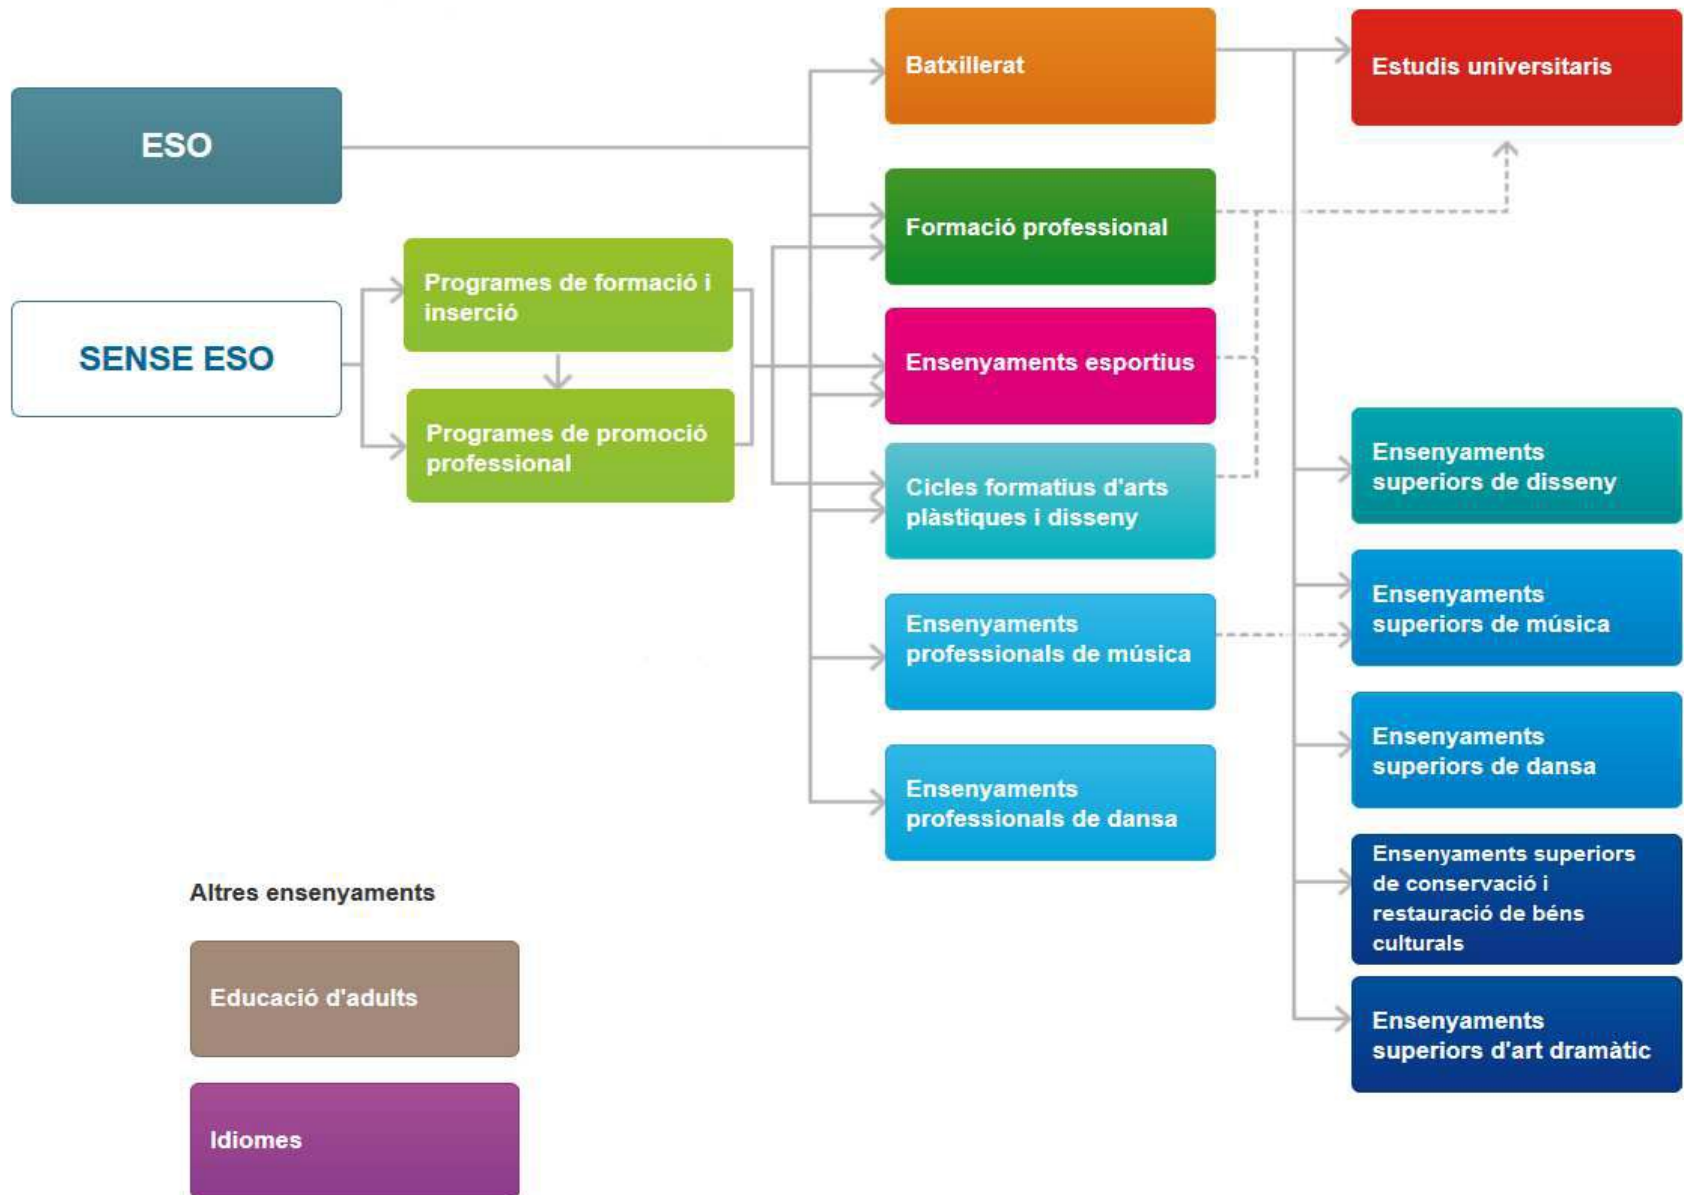 ESO
SENSE ESO
Programes de formació i
inserció
Programes de promoció
professional
Batxillerat
Formació professional
Ensenyaments esportius
Cicles formatius d'arts
plàstiques i disseny
Ensenyaments
professionals de música
Ensenyaments
professionals de dansa
Estudis universitaris
Ensenyaments
superiors de disseny
Ensenyaments
superiors de música
Ensenyaments
superiors de dansa
Ensenyaments superiors
de conservació i
restauració de béns
culturals
Ensenyaments
superiors d'art dramàtic
Altres ensenyaments
Educació d'adults
Idiomes